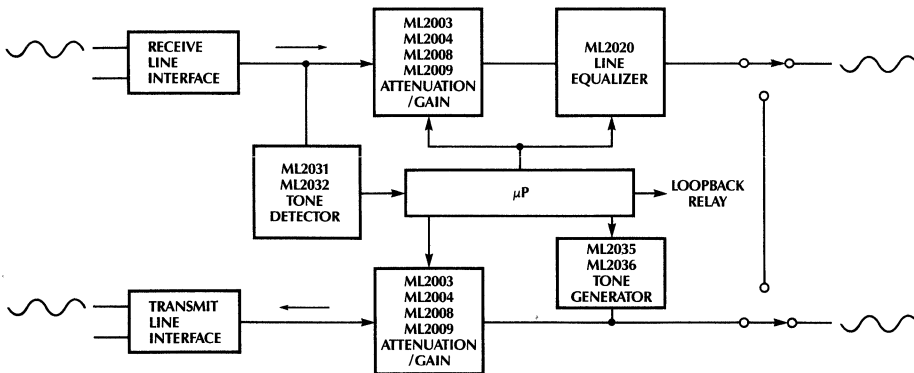 RECEIVE
LINE
INTERFACE
ML2003
ML2004
ML2008
ML2009
ATTENUATION
/GAIN
ML2020
LINE
EQUALIZER
ML2031
ML2032
TONE
DETECTOR
μP
LOOPBACK
RELAY
ML2035
ML2036
TONE
GENERATOR
TRANSMIT
LINE
INTERFACE
ML2003
ML2004
ML2008
ML2009
ATTENUATION
/GAIN